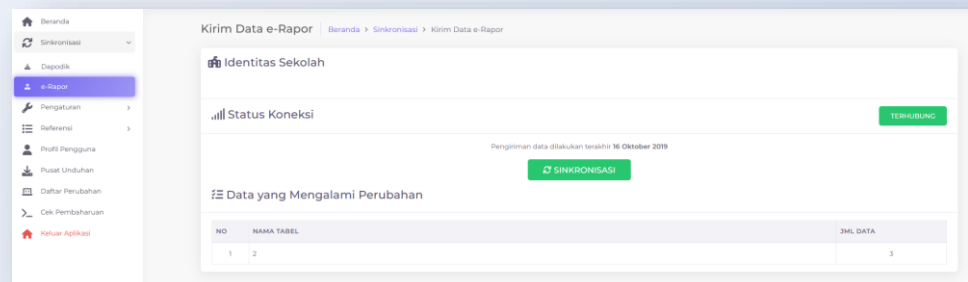 Beranda
Sinkronisasi
Dapodik
e-Rapor
Pengaturan
Referensi
Profil Pengguna
Pusat Unduhan
Daftar Perubahan
Cek Pembaharuan
Keluar Aplikasi
Kirim Data e-Rapor Beranda > Sinkronisasi > Kirim Data e-Rapor
Identitas Sekolah
Status Koneksi TERHUBUNG
Pengiriman data dilakukan terakhir 16 Oktober 2019
SINKRONISASI
Data yang Mengalami Perubahan
NO NAMA TABEL JML DATA
1 2 3